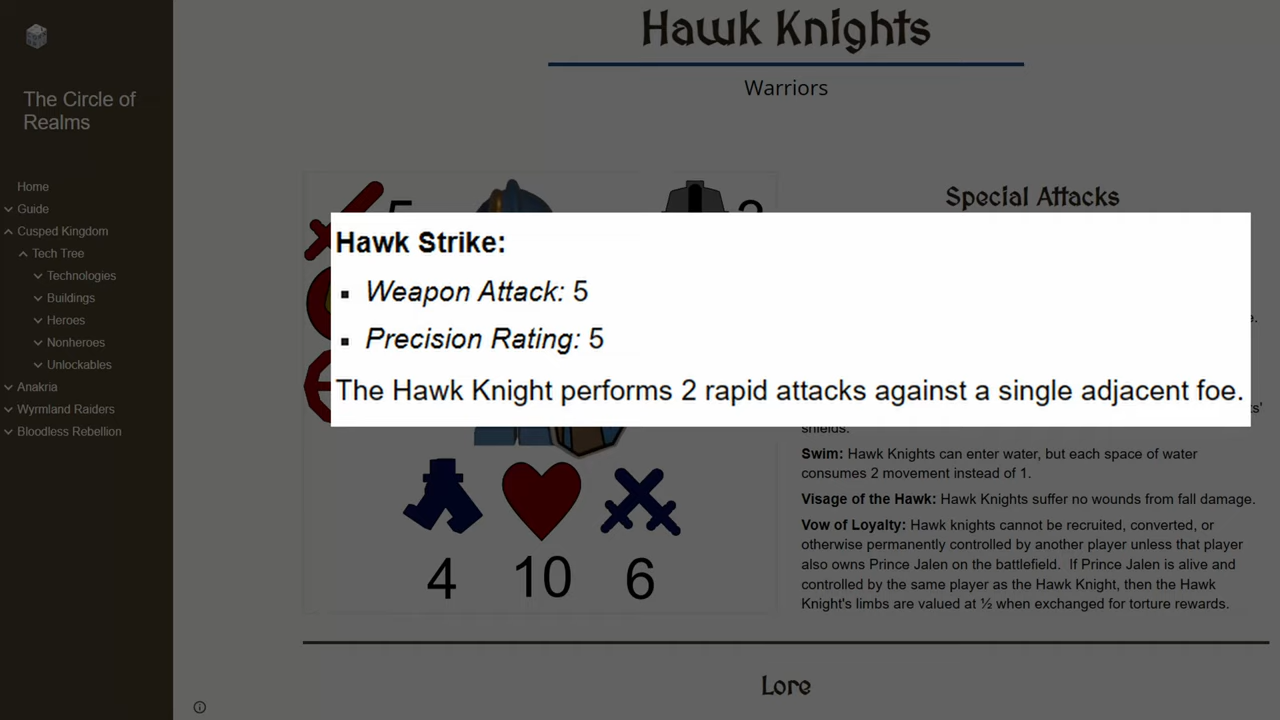 The Circle of
Realms
Home
Guide
Cusped Kingdom
Tech Tree
Technologies
Buildings
Heroes
Nonheroes
Unlockables
Anakria
Wyrmland Raiders
Bloodless Rebellion
Hawk Knights
Warriors
Special Attacks
Hawk Strike:
▪ Weapon Attack: 5
▪ Precision Rating: 5
The Hawk Knight performs 2 rapid attacks against a single adjacent foe.
shields.
Swim: Hawk Knights can enter water, but each space of water
consumes 2 movement instead of 1.
Visage of the Hawk: Hawk Knights suffer no wounds from fall damage.
Vow of Loyalty: Hawk knights cannot be recruited, converted, or
otherwise permanently controlled by another player unless that player
also owns Prince Jalen on the battlefield. If Prince Jalen is alive and
controlled by the same player as the Hawk Knight, then the Hawk
Knight's limbs are valued at ½ when exchanged for torture rewards.
4 10 6
Lore